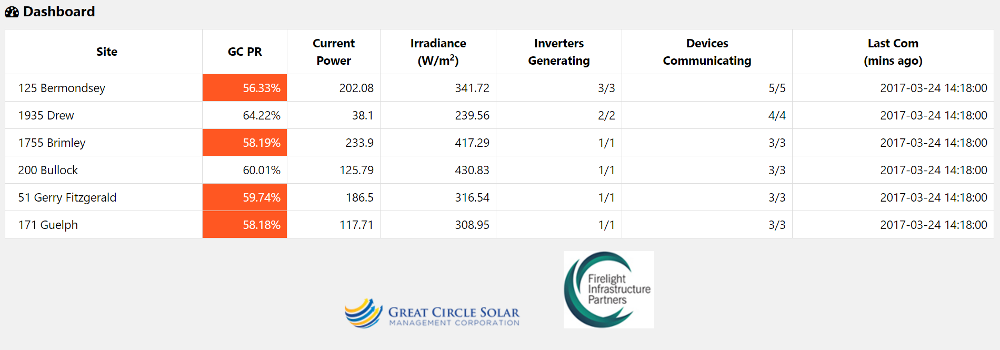 Dashboard
Site GC PR Current Power Irradiance (W/m²) Inverters Generating Devices Communicating Last Com (mins ago)
125 Bermondsey 56.33% 202.08 341.72 3/3 5/5 2017-03-24 14:18:00
1935 Drew 64.22% 38.1 239.56 2/2 4/4 2017-03-24 14:18:00
1755 Brimley 58.19% 233.9 417.29 1/1 3/3 2017-03-24 14:18:00
200 Bullock 60.01% 125.79 430.83 1/1 3/3 2017-03-24 14:18:00
51 Gerry Fitzgerald 59.74% 186.5 316.54 1/1 3/3 2017-03-24 14:18:00
171 Guelph 58.18% 117.71 308.95 1/1 3/3 2017-03-24 14:18:00
GREAT CIRCLE SOLAR
MANAGEMENT CORPORATION
Firelight
Infrastructure
Partners